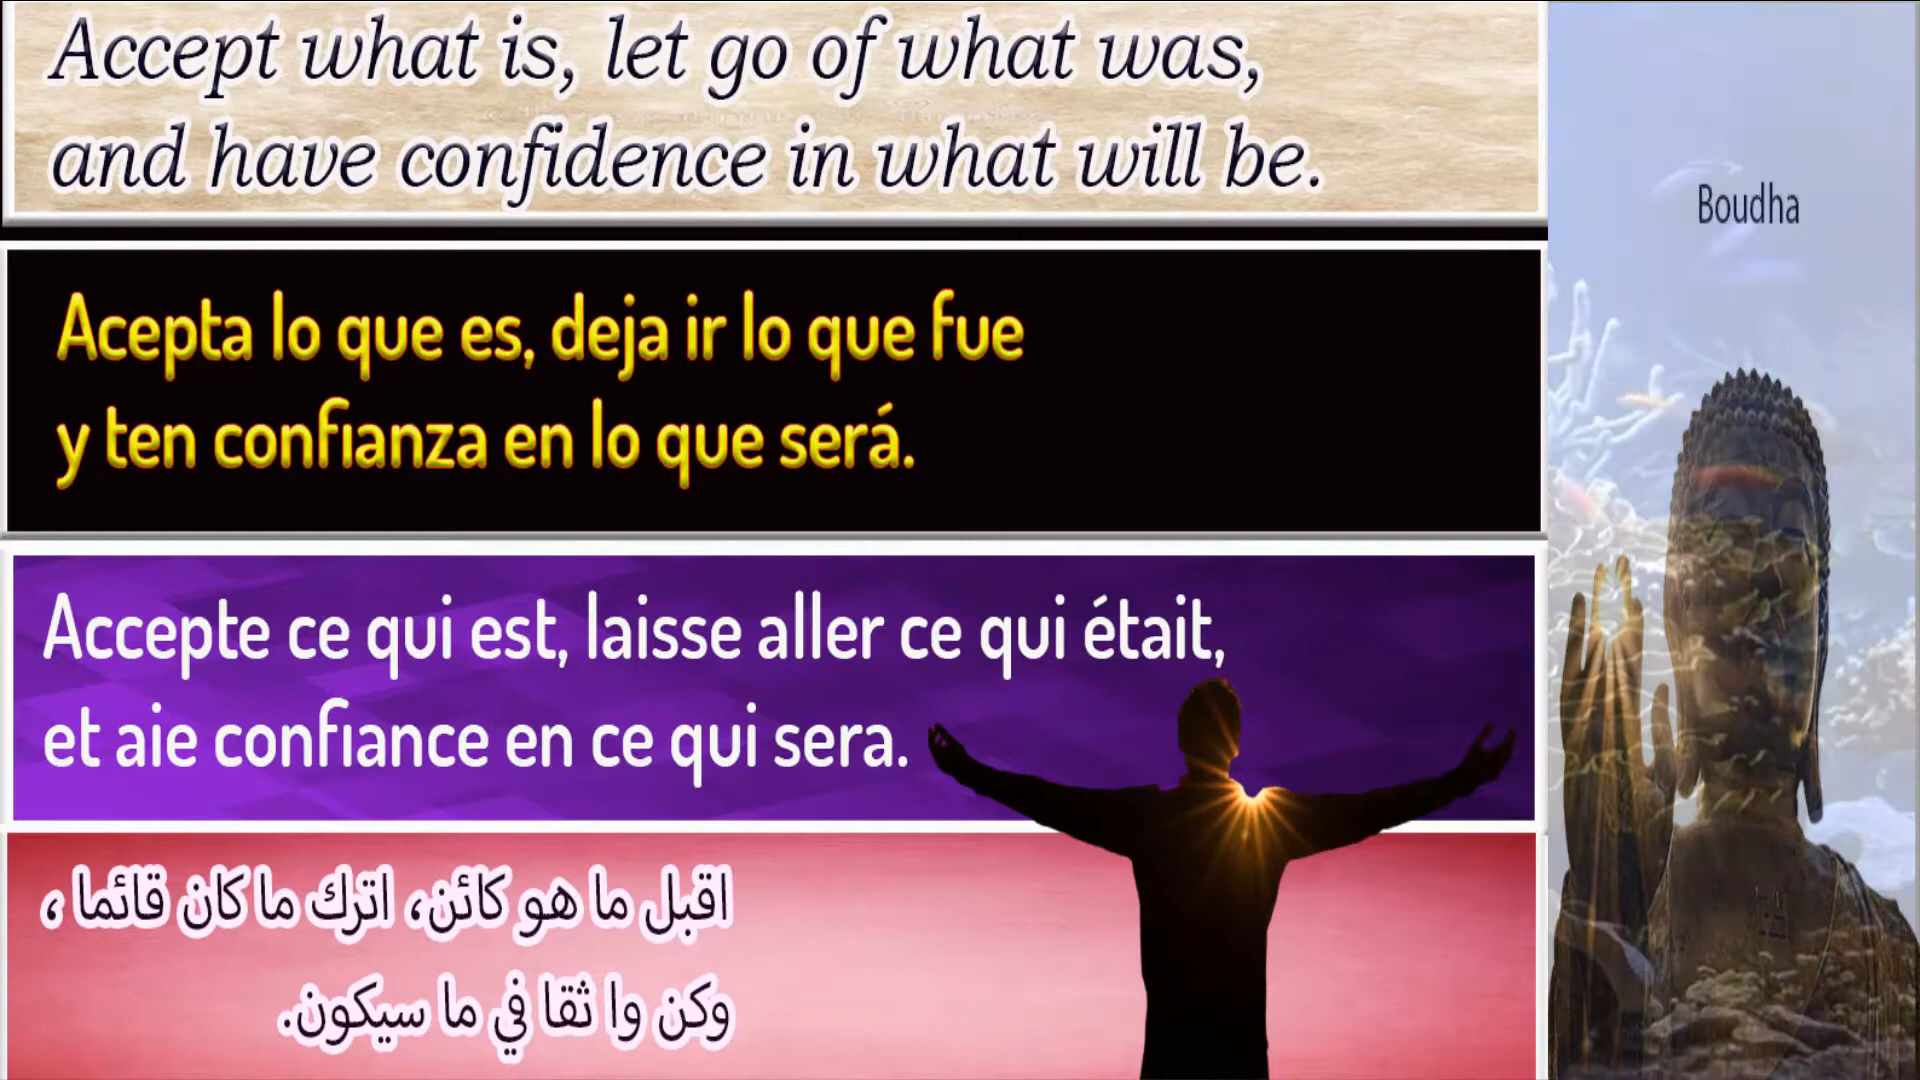 Accept what is, let go of what was,
and have confidence in what will be.
Boudha
Acepta lo que es, deja ir lo que fue
y ten confianza en lo que será.
Accepte ce qui est, laisse aller ce qui était,
et aie confiance en ce qui sera.
اقبل ما هو كائن، اترك ما كان قائما ،
وكن وا ثقا في ما سيكون.